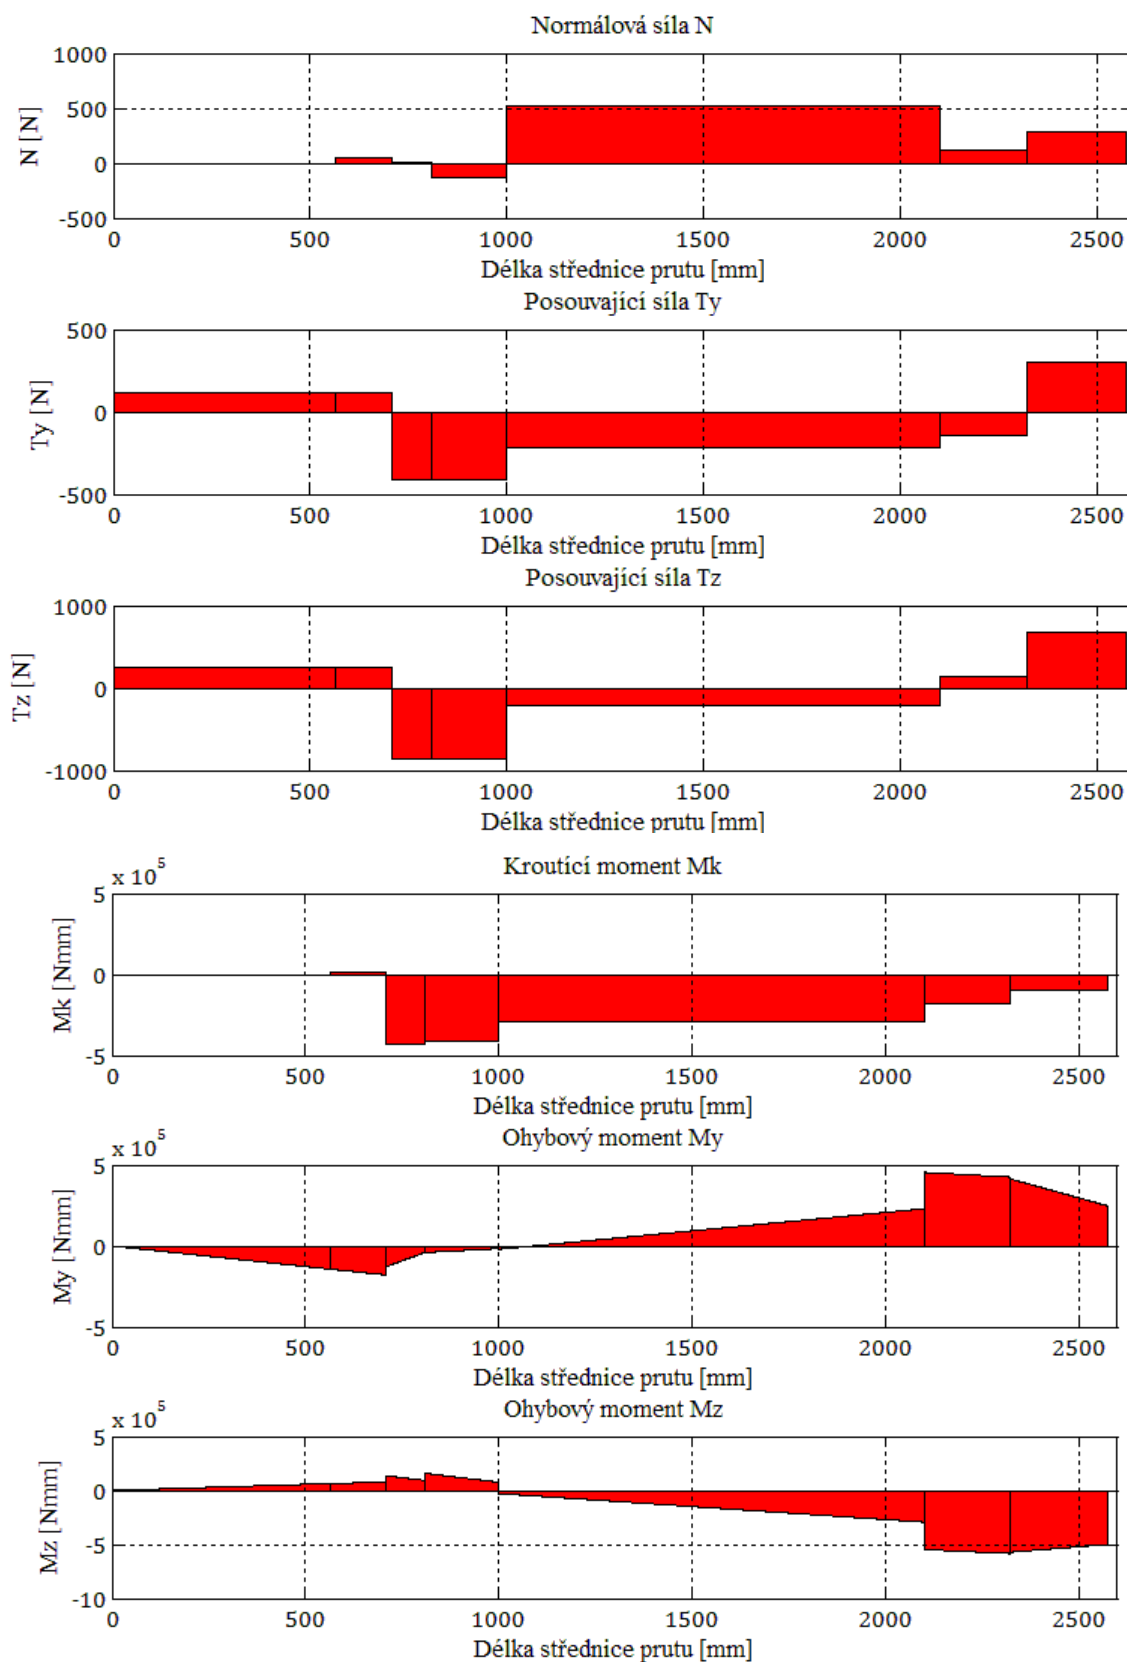 Normálová síla N
1000
500
0
-500
N [N]
0 500 1000 1500 2000 2500
Délka střednice prutu [mm]
Posouvající síla Ty
500
0
-500
Ty [N]
0 500 1000 1500 2000 2500
Délka střednice prutu [mm]
Posouvající síla Tz
1000
0
-1000
Tz [N]
0 500 1000 1500 2000 2500
Délka střednice prutu [mm]
Kroutící moment Mk
x 10^5
5
0
-5
Mk [Nmm]
0 500 1000 1500 2000 2500
Délka střednice prutu [mm]
Ohybový moment My
x 10^5
5
0
-5
My [Nmm]
0 500 1000 1500 2000 2500
Délka střednice prutu [mm]
Ohybový moment Mz
x 10^5
5
0
-5
-10
Mz [Nmm]
0 500 1000 1500 2000 2500
Délka střednice prutu [mm]